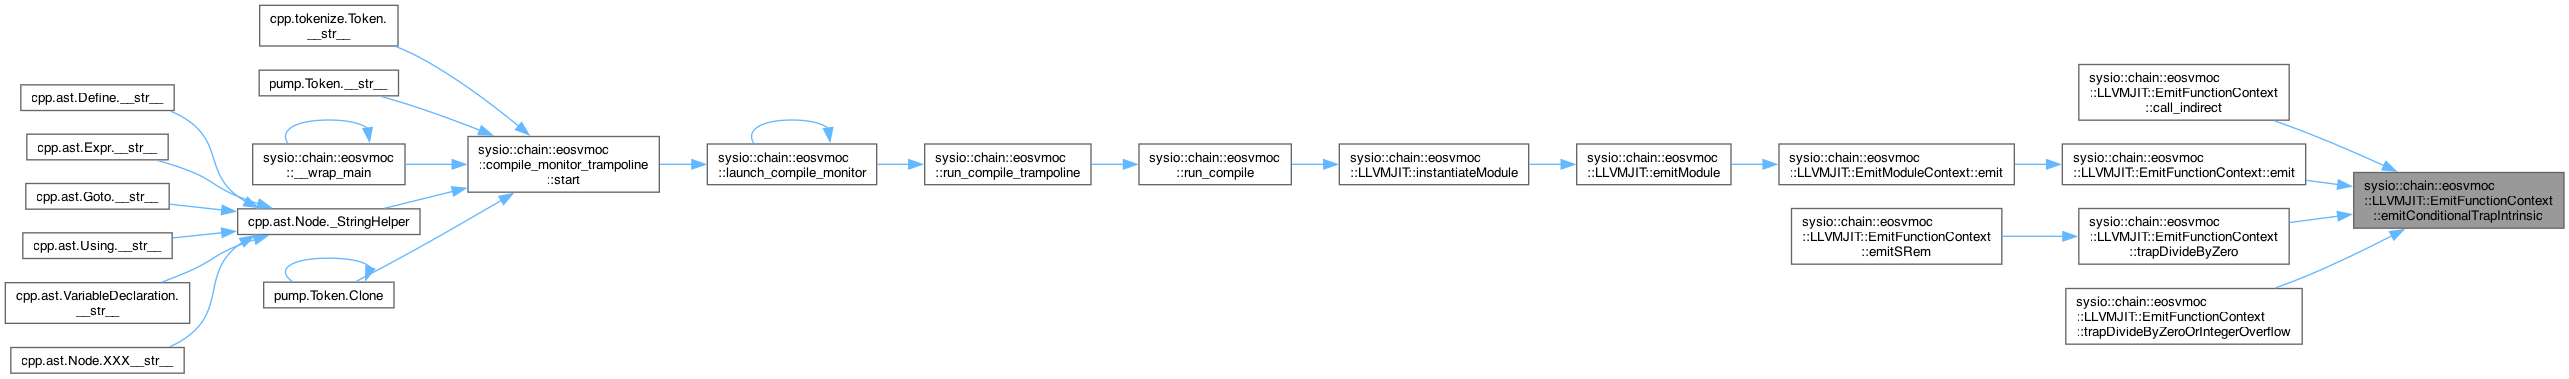 cpp.tokenize.Token.
__str__
pump.Token.__str__
cpp.ast.Define.__str__
cpp.ast.Expr.__str__
cpp.ast.Goto.__str__
cpp.ast.Using.__str__
cpp.ast.VariableDeclaration.
__str__
cpp.ast.Node.XXX__str__
sysio::chain::eosvmoc
::__wrap_main
cpp.ast.Node._StringHelper
pump.Token.Clone
sysio::chain::eosvmoc
::compile_monitor_trampoline
::start
sysio::chain::eosvmoc
::launch_compile_monitor
sysio::chain::eosvmoc
::run_compile_trampoline
sysio::chain::eosvmoc
::run_compile
sysio::chain::eosvmoc
::LLVMJIT::instantiateModule
sysio::chain::eosvmoc
::LLVMJIT::emitModule
sysio::chain::eosvmoc
::LLVMJIT::EmitModuleContext::emit
sysio::chain::eosvmoc
::LLVMJIT::EmitFunctionContext
::emitSRem
sysio::chain::eosvmoc
::LLVMJIT::EmitFunctionContext
::call_indirect
sysio::chain::eosvmoc
::LLVMJIT::EmitFunctionContext::emit
sysio::chain::eosvmoc
::LLVMJIT::EmitFunctionContext
::trapDivideByZero
sysio::chain::eosvmoc
::LLVMJIT::EmitFunctionContext
::trapDivideByZeroOrIntegerOverflow
sysio::chain::eosvmoc
::LLVMJIT::EmitFunctionContext
::emitConditionalTrapIntrinsic